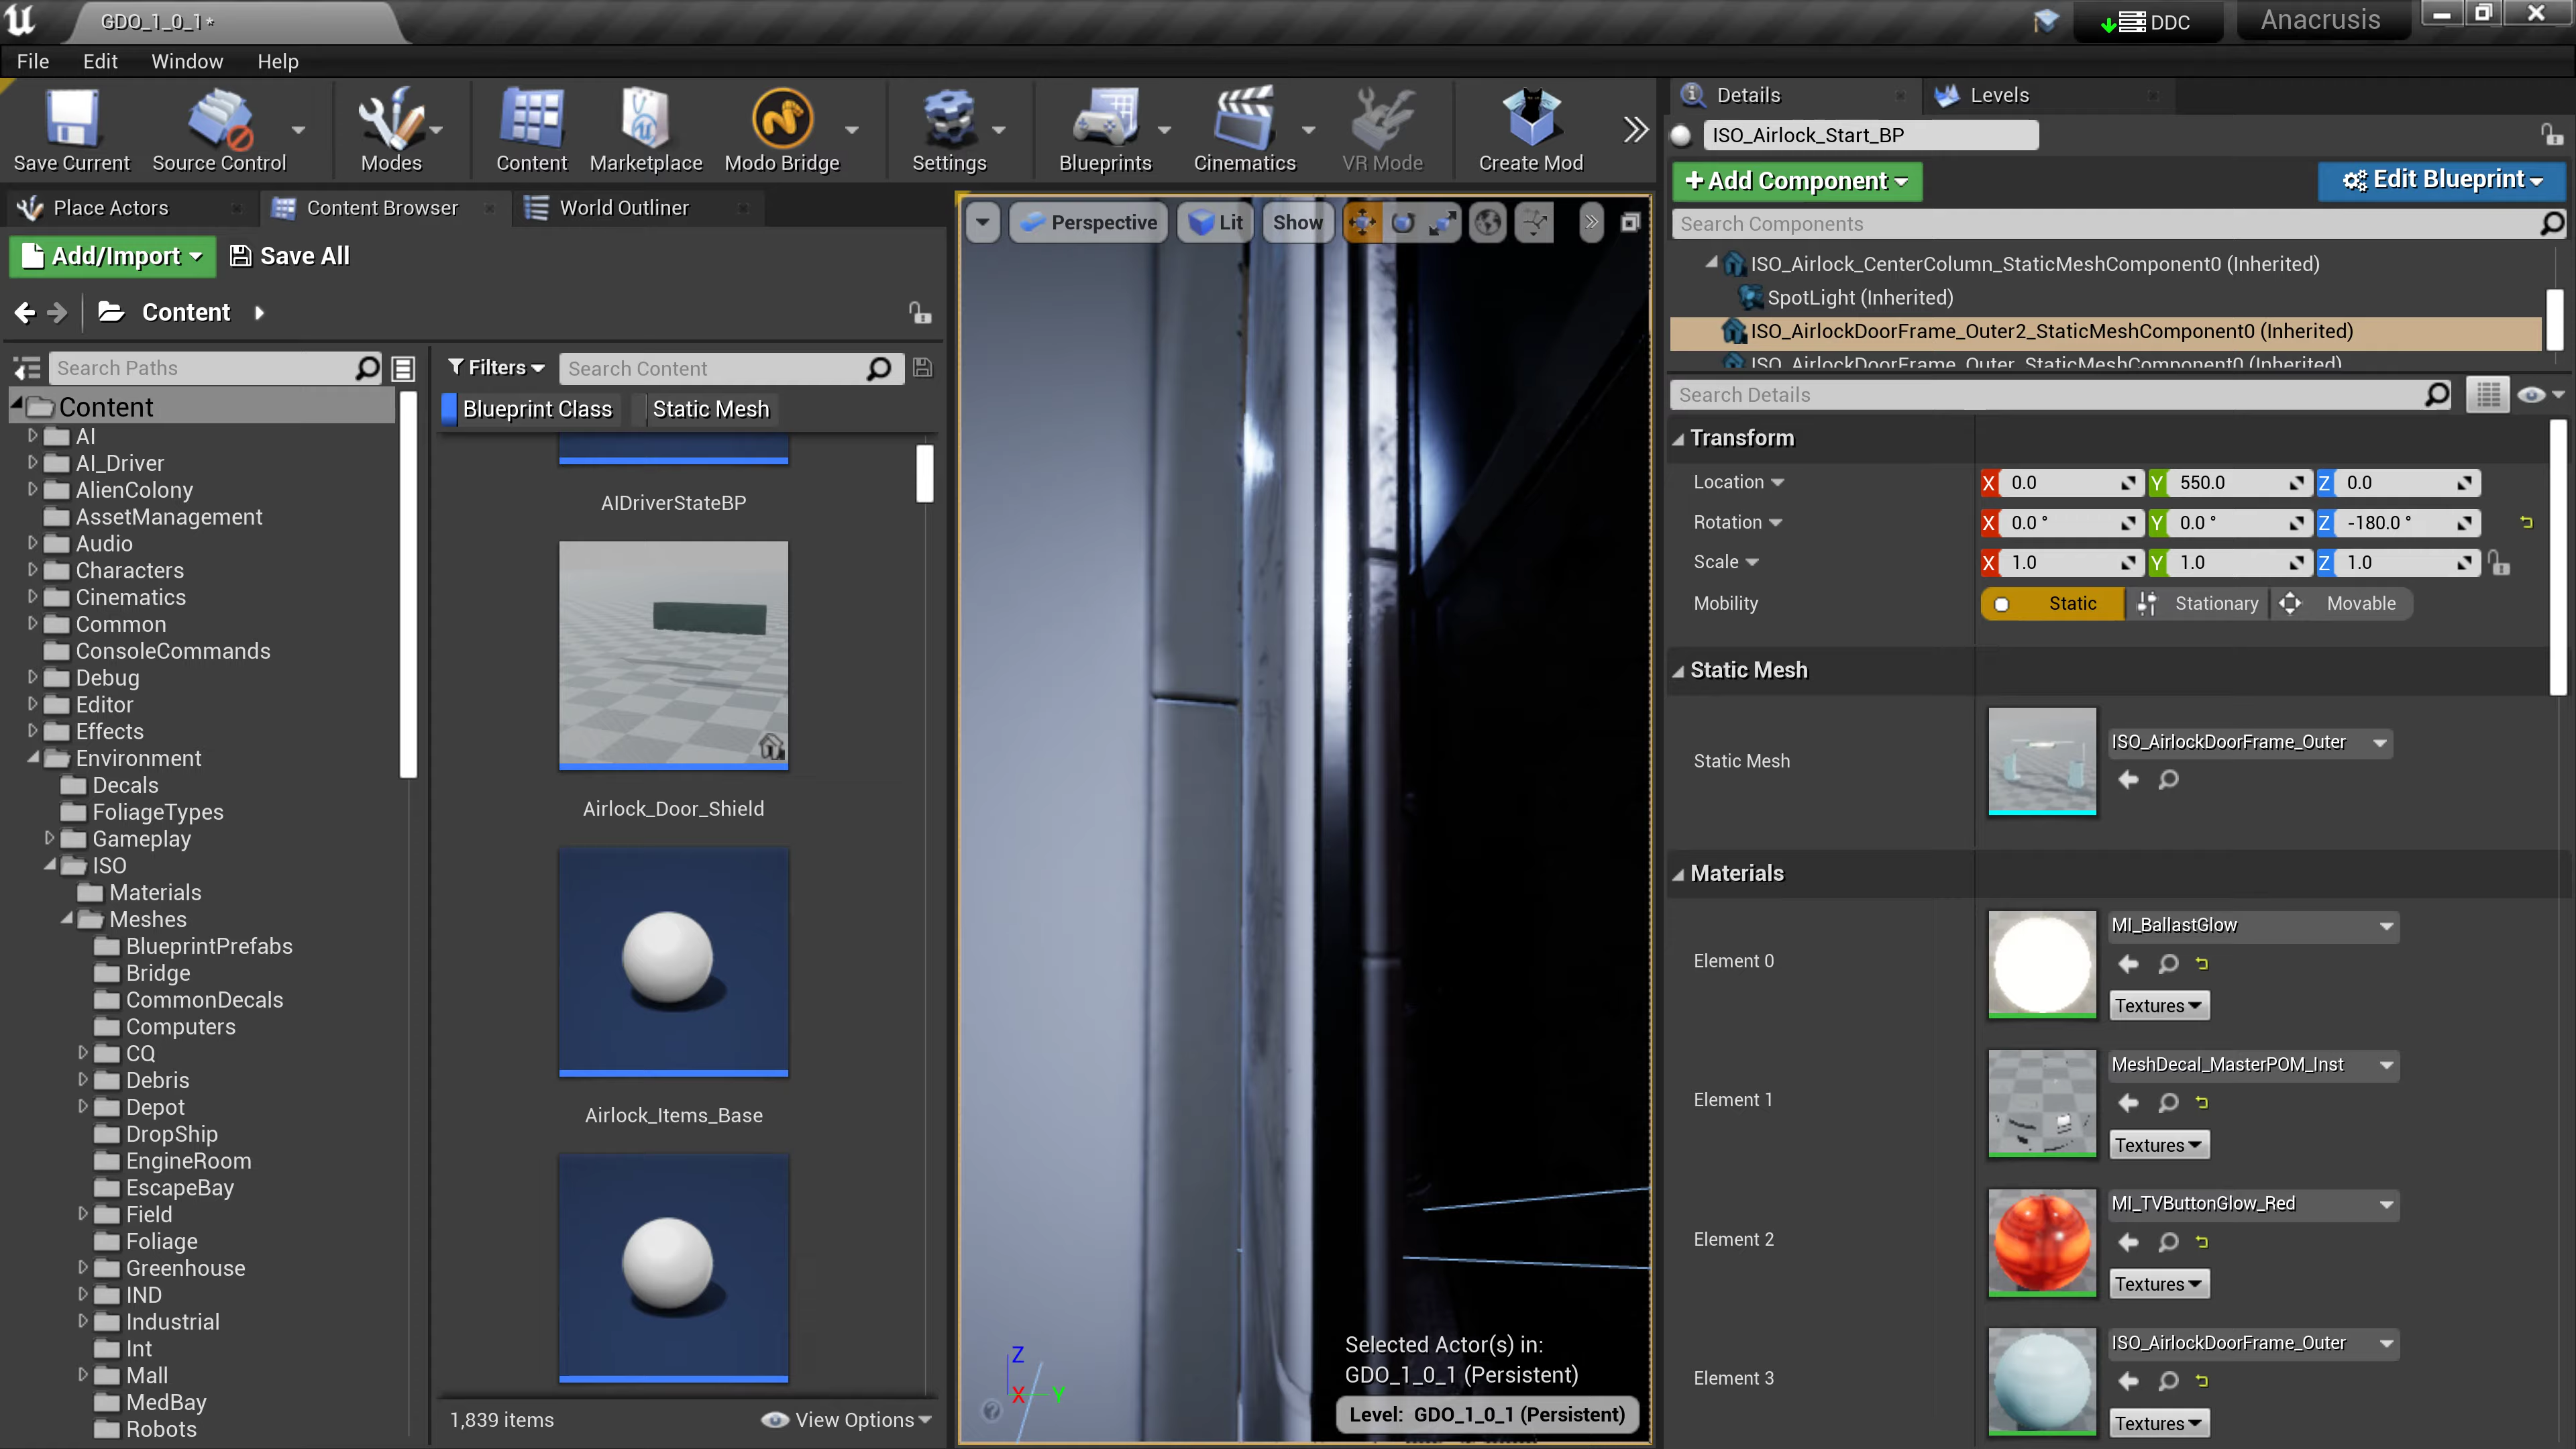 GDO_1_0_1*
DDC
Anacrusis
File Edit Window Help
Save Current
Source Control
Modes
Content
Marketplace
Modo Bridge
Settings
Blueprints
Cinematics
VR Mode
Create Mod
Place Actors
Content Browser
World Outliner
Add/Import
Save All
Content
Search Paths
Content
AI
AI_Driver
AlienColony
AssetManagement
Audio
Characters
Cinematics
Common
ConsoleCommands
Debug
Editor
Effects
Environment
Decals
FoliageTypes
Gameplay
ISO
Materials
Meshes
BlueprintPrefabs
Bridge
CommonDecals
Computers
CQ
Debris
Depot
DropShip
EngineRoom
EscapeBay
Field
Foliage
Greenhouse
IND
Industrial
Int
Mall
MedBay
Robots
Filters
Search Content
Blueprint Class
Static Mesh
AIDriverStateBP
Airlock_Door_Shield
Airlock_Items_Base
1,839 items
View Options
Perspective
Lit
Show
Z
X
Y
Selected Actor(s) in:
GDO_1_0_1 (Persistent)
Level: GDO_1_0_1 (Persistent)
Details
Levels
ISO_Airlock_Start_BP
+Add Component
Edit Blueprint
Search Components
ISO_Airlock_CenterColumn_StaticMeshComponent0 (Inherited)
SpotLight (Inherited)
ISO_AirlockDoorFrame_Outer2_StaticMeshComponent0 (Inherited)
ISO_AirlockDoorFrame_Outer_StaticMeshComponent0 (Inherited)
Search Details
Transform
Location X 0.0 Y 550.0 Z 0.0
Rotation X 0.0 ° Y 0.0 ° Z -180.0 °
Scale X 1.0 Y 1.0 Z 1.0
Mobility Static Stationary Movable
Static Mesh
Static Mesh
ISO_AirlockDoorFrame_Outer
Materials
Element 0
MI_BallastGlow
Textures
Element 1
MeshDecal_MasterPOM_Inst
Textures
Element 2
MI_TVButtonGlow_Red
Textures
Element 3
ISO_AirlockDoorFrame_Outer
Textures